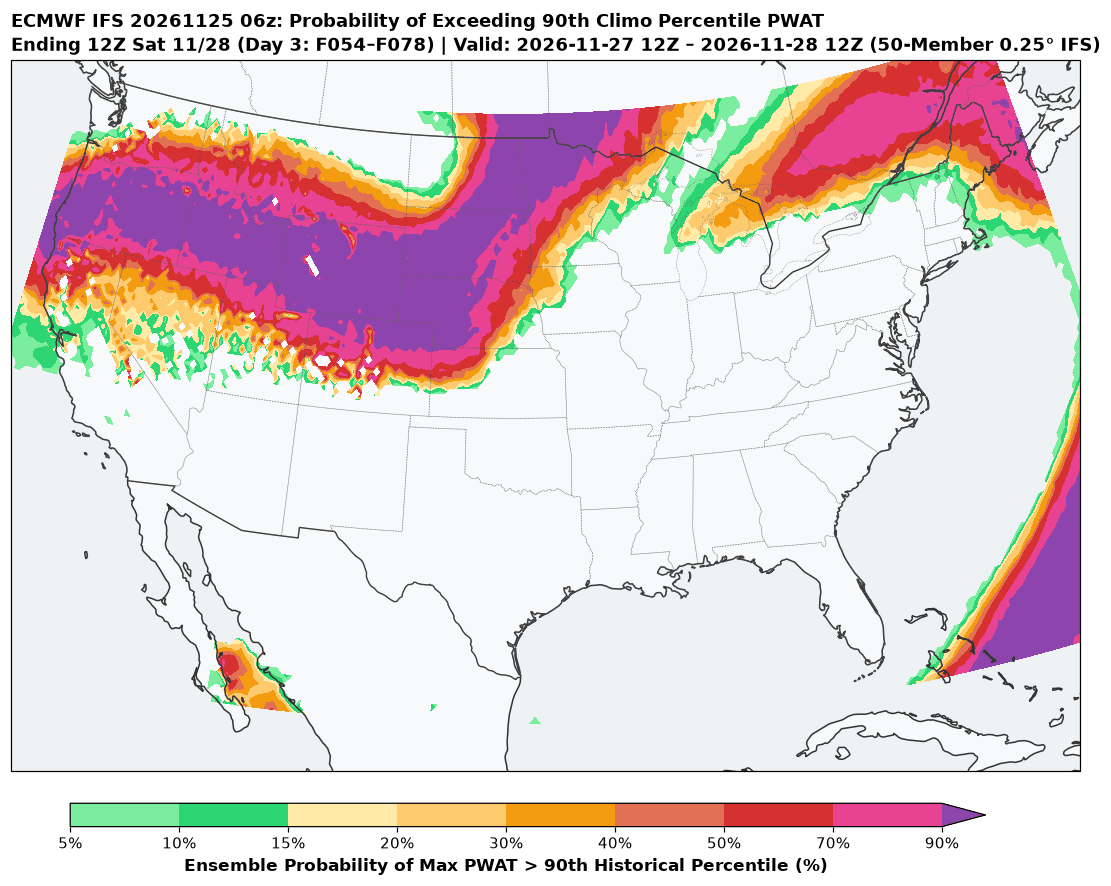 ECMWF IFS 20261125 06z: Probability of Exceeding 90th Climo Percentile PWAT
Ending 12Z Sat 11/28 (Day 3: F054–F078) | Valid: 2026-11-27 12Z – 2026-11-28 12Z (50-Member 0.25° IFS)
5% 10% 15% 20% 30% 40% 50% 70% 90%
Ensemble Probability of Max PWAT > 90th Historical Percentile (%)